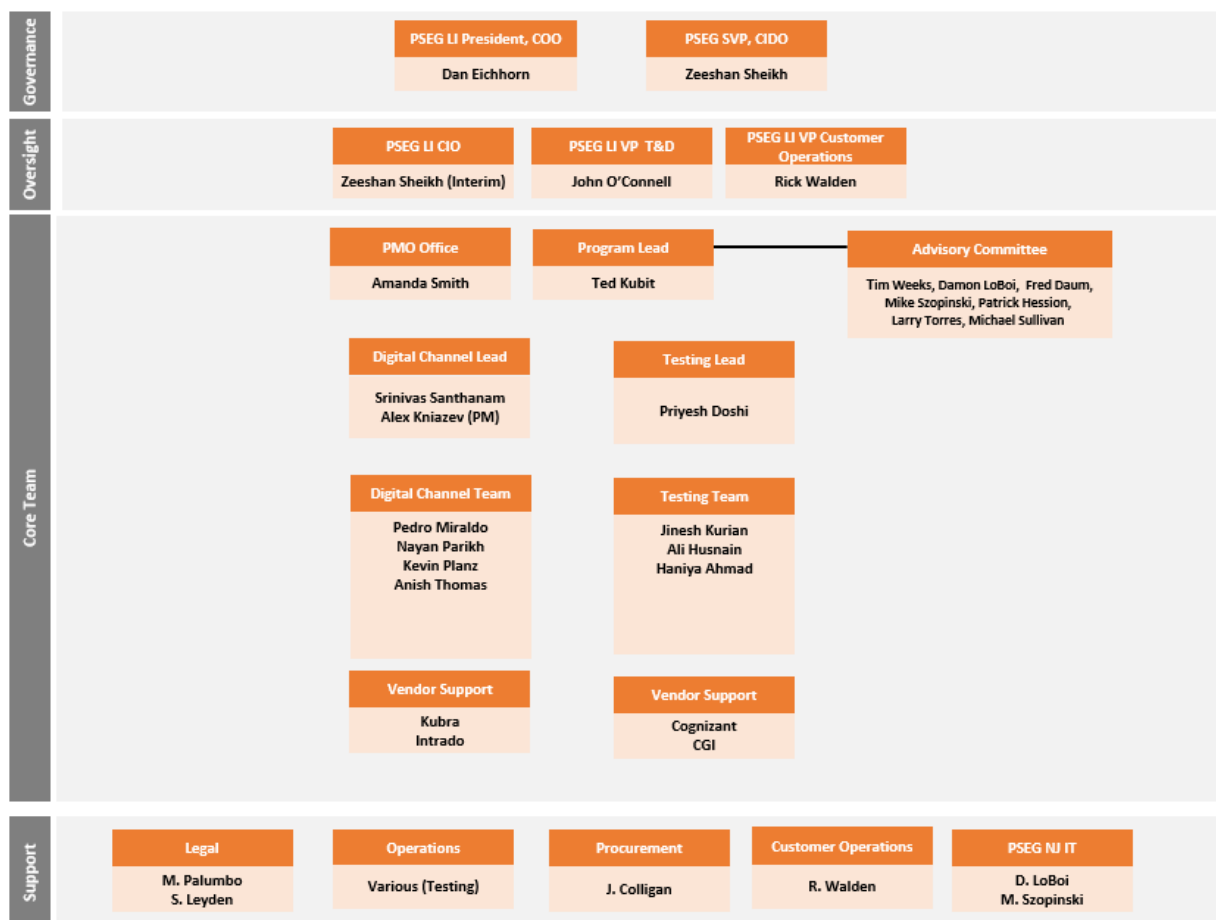 Governance
PSEG LI President, COO
Dan Eichhorn
PSEG SVP, CIDO
Zeeshan Sheikh
Oversight
PSEG LI CIO
Zeeshan Sheikh (Interim)
PSEG LI VP T&D
John O'Connell
PSEG LI VP Customer
Operations
Rick Walden
Core Team
PMO Office
Amanda Smith
Program Lead
Ted Kubit
Advisory Committee
Tim Weeks, Damon LoBoi, Fred Daum,
Mike Szopinski, Patrick Hession,
Larry Torres, Michael Sullivan
Digital Channel Lead
Srinivas Santhanam
Alex Kniazev (PM)
Testing Lead
Priyesh Doshi
Digital Channel Team
Pedro Miraldo
Nayan Parikh
Kevin Planz
Anish Thomas
Testing Team
Jinesh Kurian
Ali Husnain
Haniya Ahmad
Vendor Support
Kubra
Intrado
Vendor Support
Cognizant
CGI
Support
Legal
M. Palumbo
S. Leyden
Operations
Various (Testing)
Procurement
J. Colligan
Customer Operations
R. Walden
PSEG NJ IT
D. LoBoi
M. Szopinski